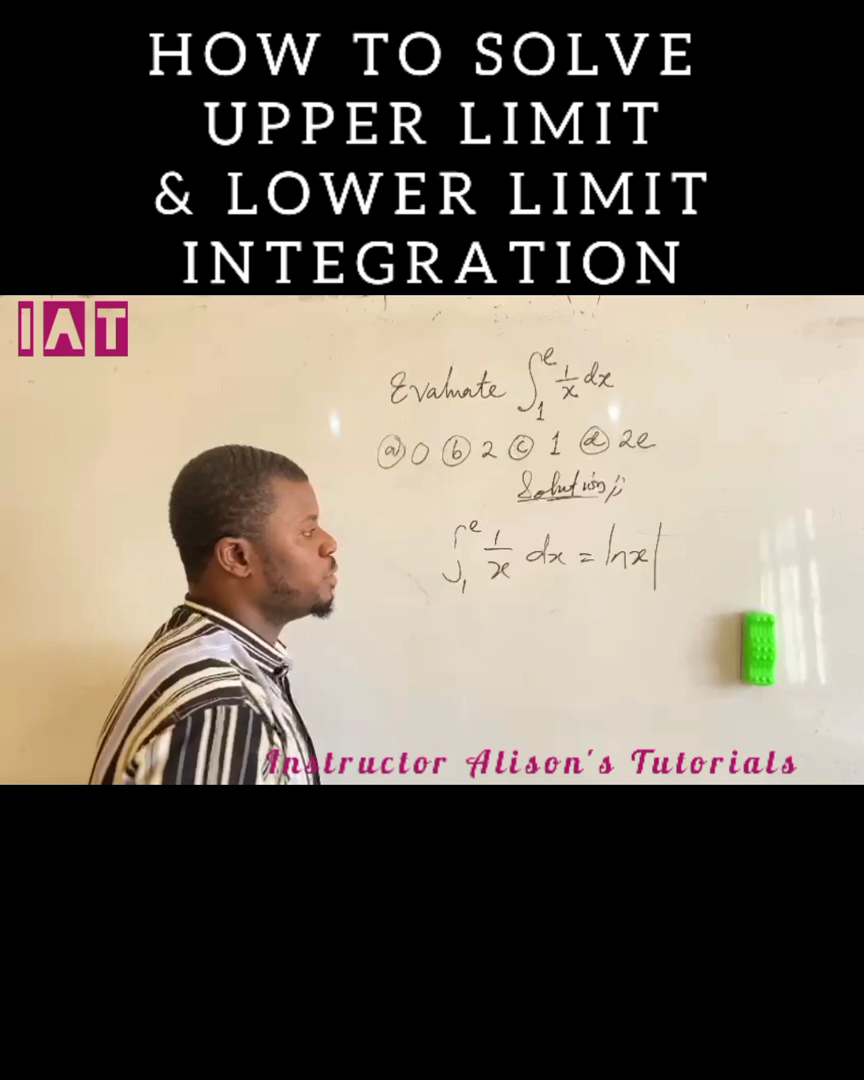 HOW TO SOLVE
UPPER LIMIT
& LOWER LIMIT
INTEGRATION
IAT
Evaluate ∫₁ᵉ 1/x dx
(a) 0 (b) 2 (c) 1 (d) 2e
Solution;
∫₁ᵉ 1/x dx = lnx|
Instructor Alison's Tutorials